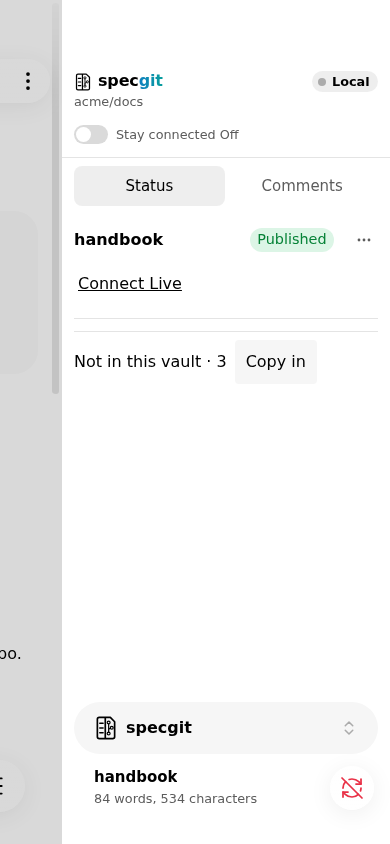 specgit
Local
acme/docs
Stay connected Off
Status
Comments
handbook
Published
Connect Live
Not in this vault · 3
Copy in
specgit
handbook
84 words, 534 characters